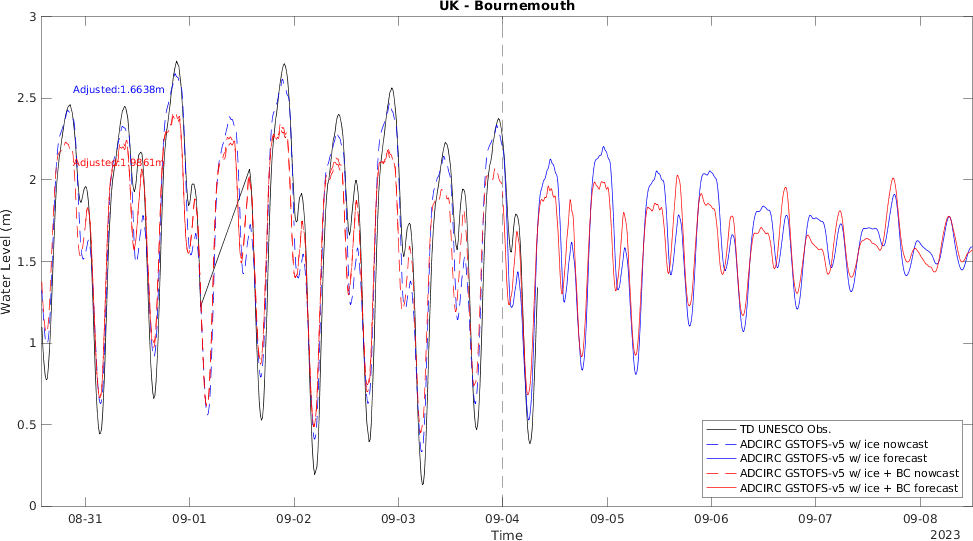 UK - Bournemouth
3
2.5
2
1.5
1
0.5
0
Water Level (m)
Adjusted:1.6638m
Adjusted:1.9861m
08-31
09-01
09-02
09-03
09-04
09-05
09-06
09-07
09-08
Time
2023
TD UNESCO Obs.
ADCIRC GSTOFS-v5 w/ ice nowcast
ADCIRC GSTOFS-v5 w/ ice forecast
ADCIRC GSTOFS-v5 w/ ice + BC nowcast
ADCIRC GSTOFS-v5 w/ ice + BC forecast